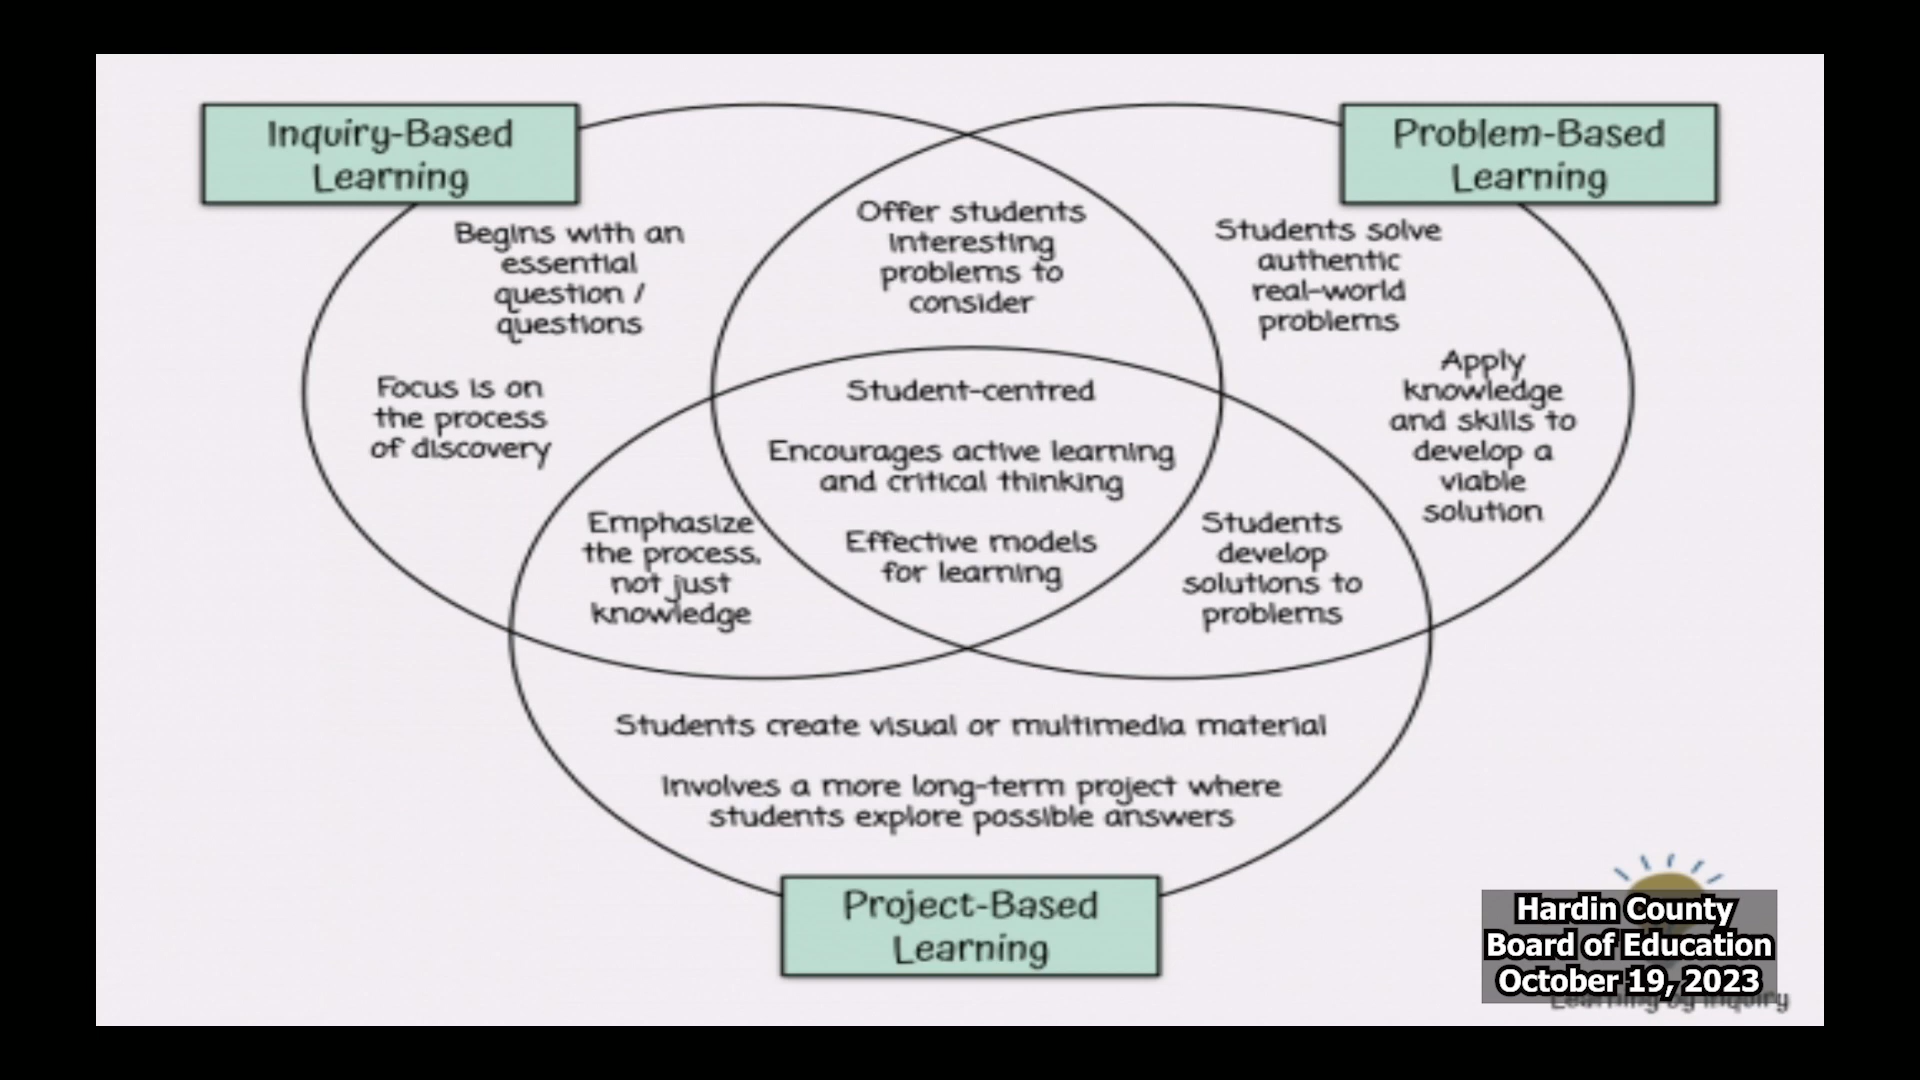 Inquiry-Based
Learning
Problem-Based
Learning
Begins with an
essential
question /
questions
Focus is on
the process
of discovery
Offer students
interesting
problems to
consider
Students solve
authentic
real-world
problems
Apply
knowledge
and skills to
develop a
viable
solution
Student-centred
Encourages active learning
and critical thinking
Effective models
for learning
Emphasize
the process,
not just
knowledge
Students
develop
solutions to
problems
Students create visual or multimedia material
Involves a more long-term project where
students explore possible answers
Project-Based
Learning
Hardin County
Board of Education
October 19, 2023
Learning by Inquiry